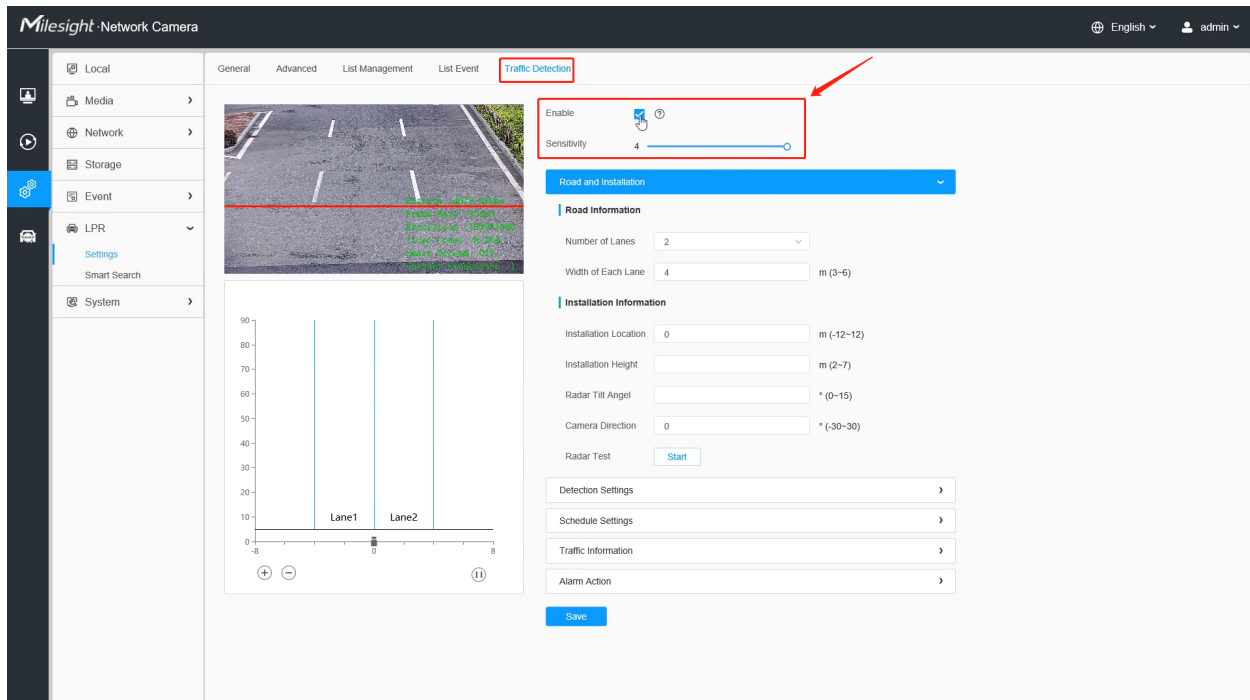 Milesight · Network Camera
English
admin
Local
Media
Network
Storage
Event
LPR
Settings
Smart Search
System
General Advanced List Management List Event Traffic Detection
Enable
Sensitivity 4
90
80
70
60
50
40
30
20
10
0
Lane1 Lane2
-8 0 8
Road and Installation
Road Information
Number of Lanes 2
Width of Each Lane 4 m (3~6)
Installation Information
Installation Location 0 m (-12~12)
Installation Height m (2~7)
Radar Tilt Angel ° (0~15)
Camera Direction 0 ° (-30~30)
Radar Test Start
Detection Settings
Schedule Settings
Traffic Information
Alarm Action
Save